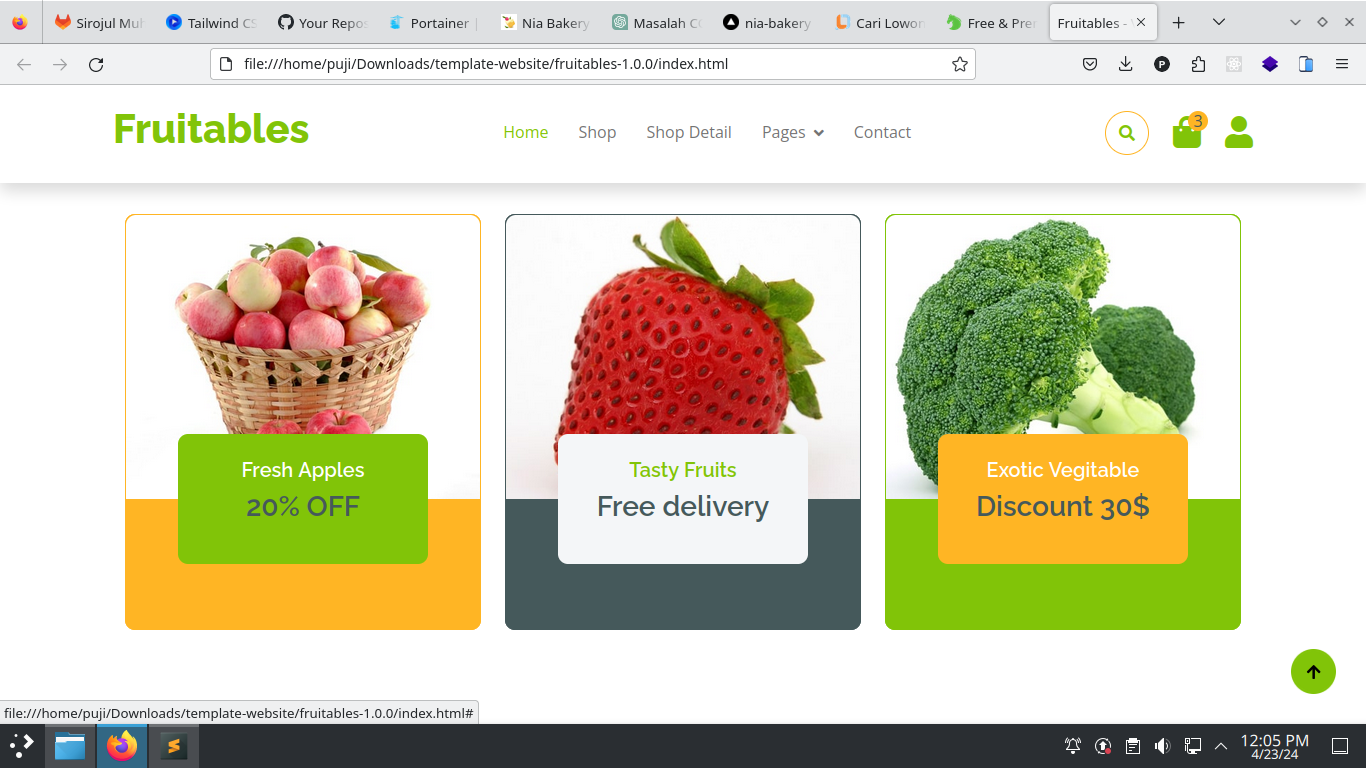 Sirojul Muh
Tailwind CS
Your Repos
Portainer |
Nia Bakery
Masalah CO
nia-bakery
Cari Lowon
Free & Pre
Fruitables -
file:///home/puji/Downloads/template-website/fruitables-1.0.0/index.html
P
Fruitables
Home
Shop
Shop Detail
Pages
Contact
3
Fresh Apples
20% OFF
Tasty Fruits
Free delivery
Exotic Vegitable
Discount 30$
file:///home/puji/Downloads/template-website/fruitables-1.0.0/index.html#
12:05 PM
4/23/24